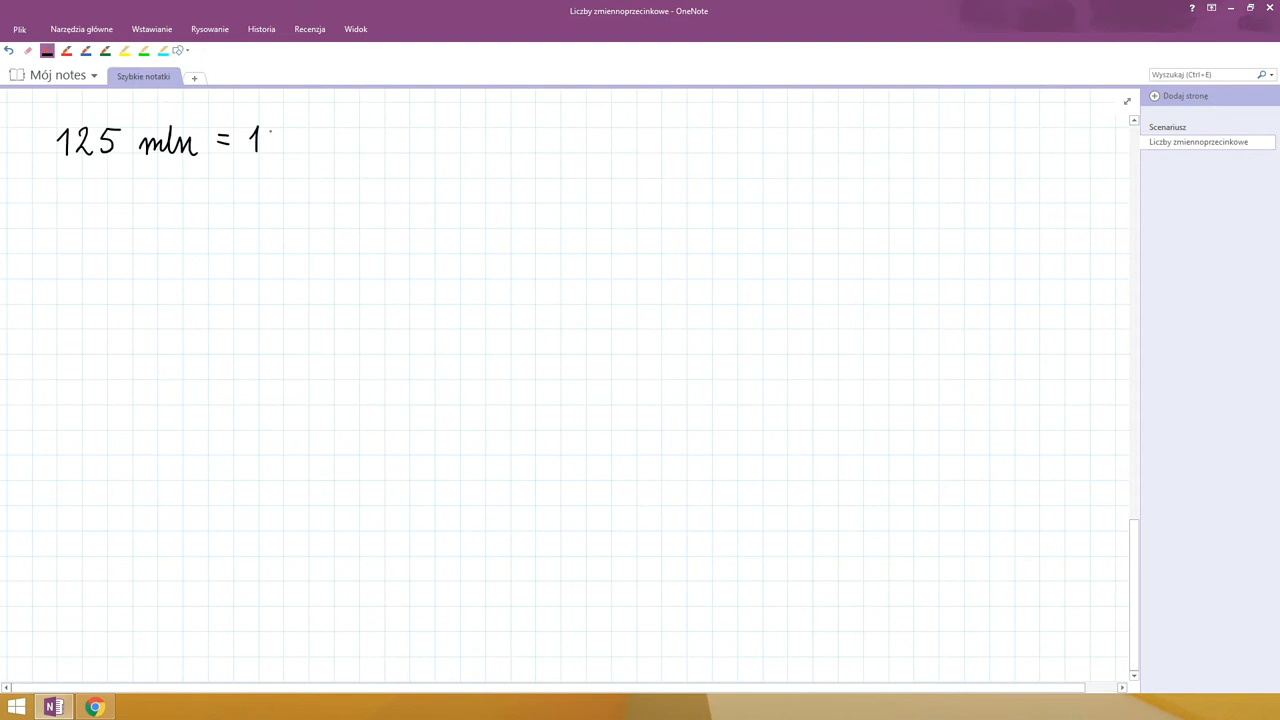 Liczby zmiennoprzecinkowe - OneNote
Plik Narzędzia główne Wstawianie Rysowanie Historia Recenzja Widok
Mój notes Szybkie notatki Wyszukaj (Ctrl+E)
Dodaj stronę
Scenariusz
Liczby zmiennoprzecinkowe
125 mln = 1